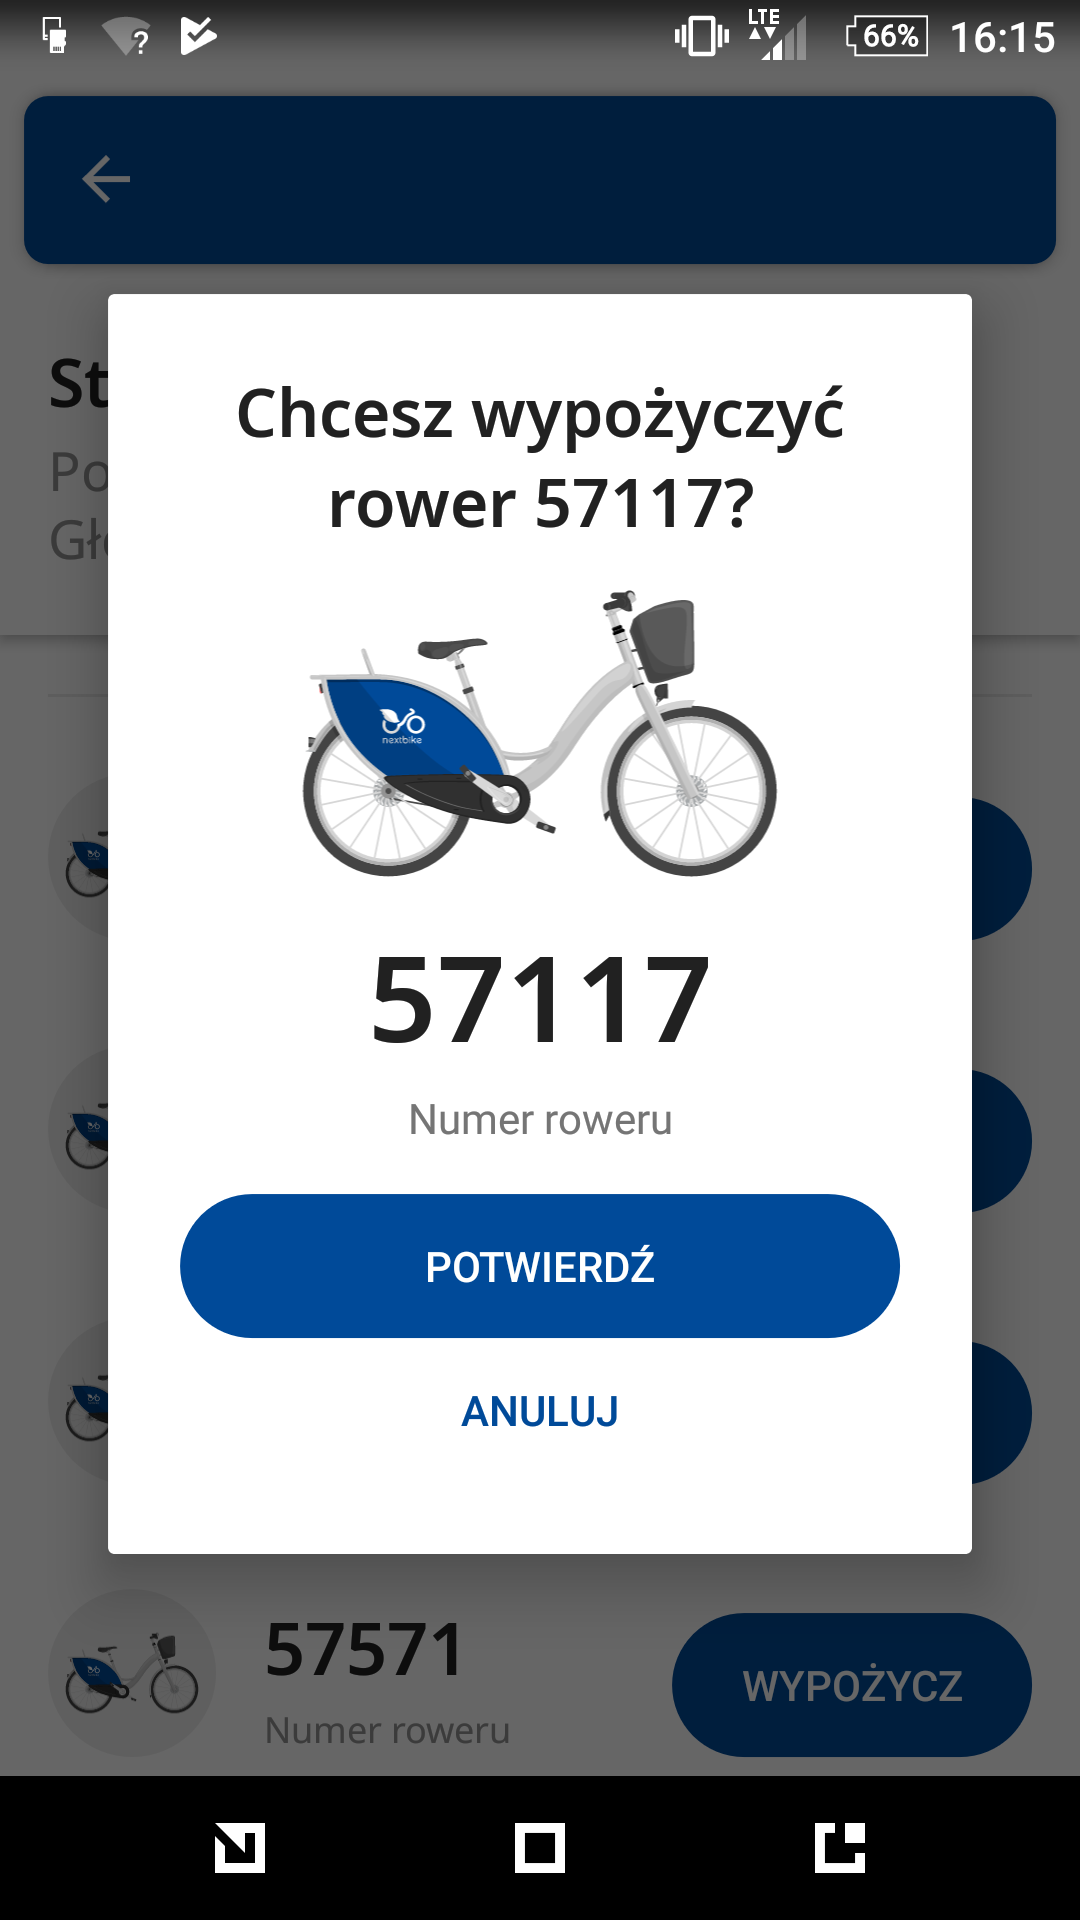 LTE
66%
16:15
St
Po
Gł
Chcesz wypożyczyć
rower 57117?
nextbike
57117
Numer roweru
POTWIERDŹ
ANULUJ
57571
Numer roweru
WYPOŻYCZ